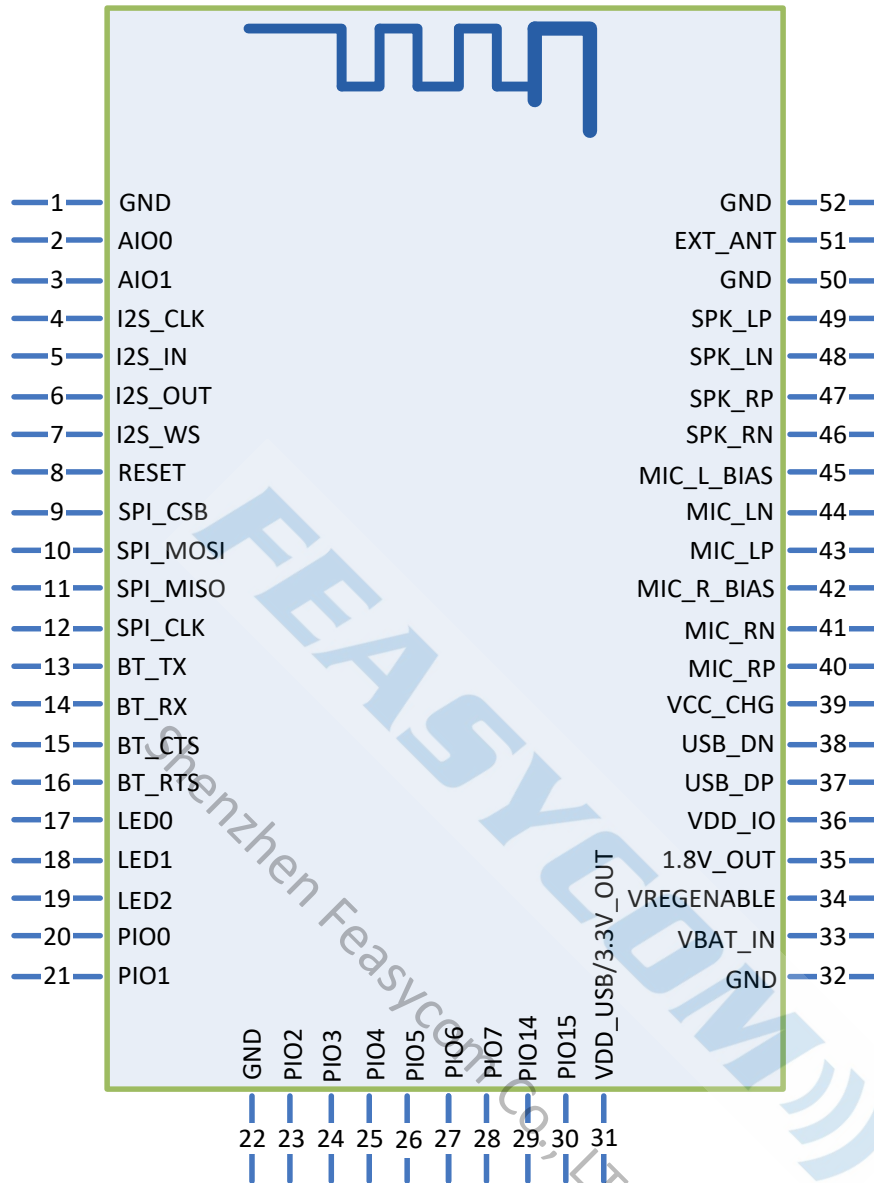 1 GND
2 AIO0
3 AIO1
4 I2S_CLK
5 I2S_IN
6 I2S_OUT
7 I2S_WS
8 RESET
9 SPI_CSB
10 SPI_MOSI
11 SPI_MISO
12 SPI_CLK
13 BT_TX
14 BT_RX
15 BT_CTS
16 BT_RTS
17 LED0
18 LED1
19 LED2
20 PIO0
21 PIO1
GND 52
EXT_ANT 51
GND 50
SPK_LP 49
SPK_LN 48
SPK_RP 47
SPK_RN 46
MIC_L_BIAS 45
MIC_LN 44
MIC_LP 43
MIC_R_BIAS 42
MIC_RN 41
MIC_RP 40
VCC_CHG 39
USB_DN 38
USB_DP 37
VDD_IO 36
1.8V_OUT 35
VREGENABLE 34
VBAT_IN 33
GND 32
GND
PIO2
PIO3
PIO4
PIO5
PIO6
PIO7
PIO14
PIO15
VDD_USB/3.3V_OUT
22 23 24 25 26 27 28 29 30 31
FEASYCOM
Shenzhen Feasycom Co., LT